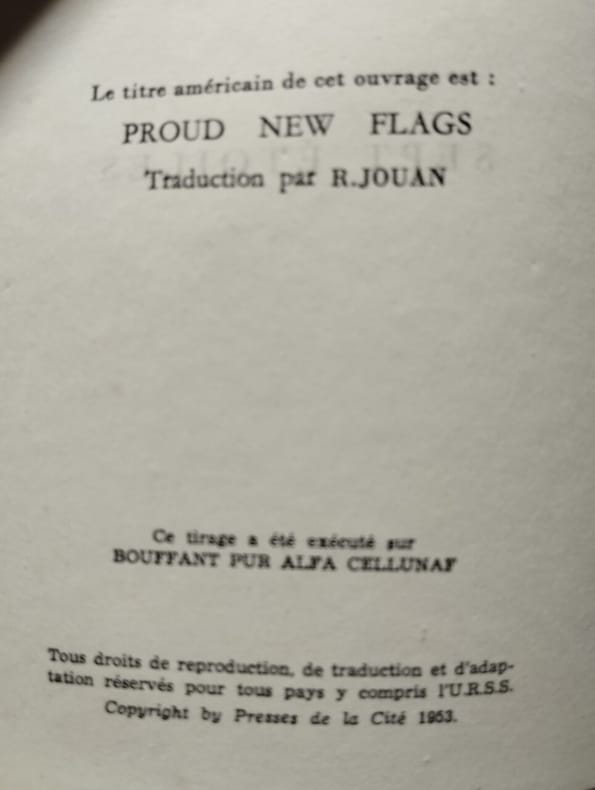 Le titre américain de cet ouvrage est :
PROUD NEW FLAGS
Traduction par R.JOUAN
Ce tirage a été exécuté sur
BOUFFANT PUR ALFA CELLUNAF
Tous droits de reproduction, de traduction et d'adap-
tation réservés pour tous pays y compris l'U.R.S.S.
Copyright by Presses de la Cité 1953.